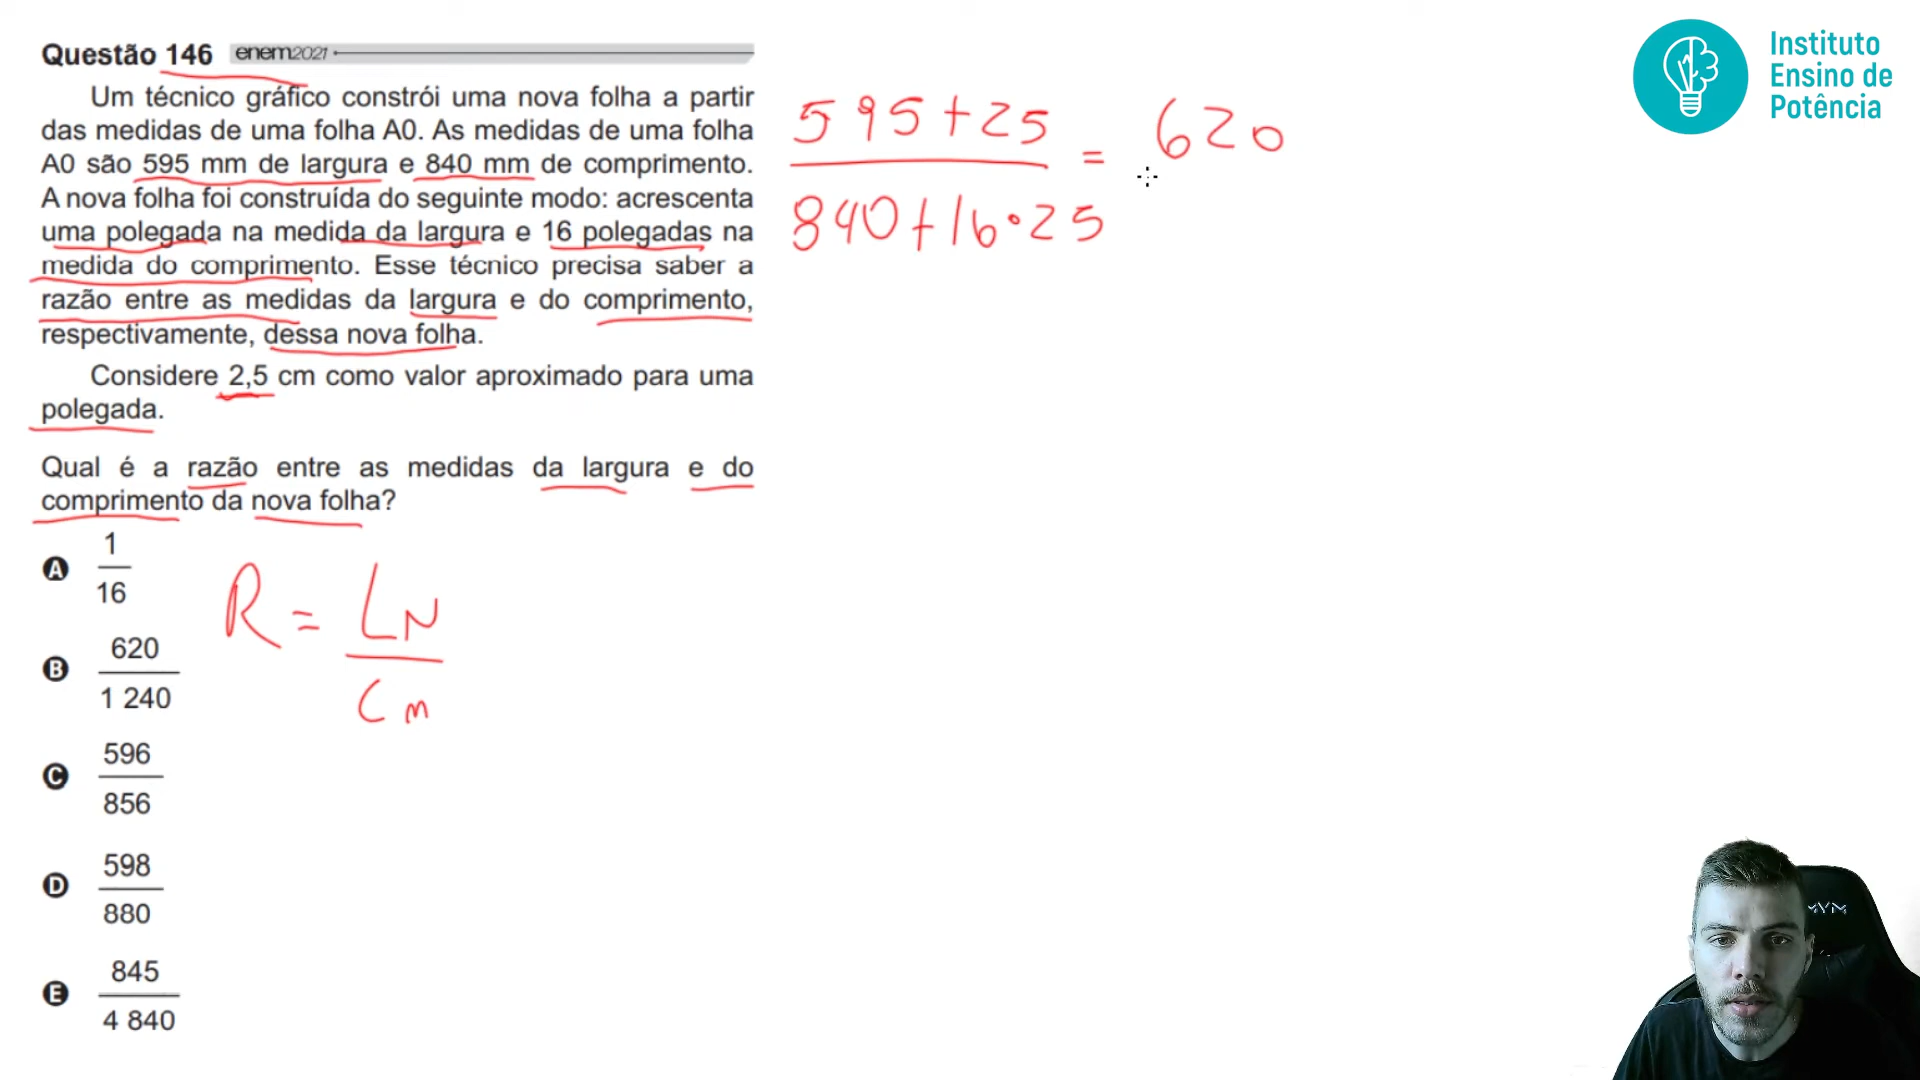 Questão 146 enem2021
Um técnico gráfico constrói uma nova folha a partir
das medidas de uma folha A0. As medidas de uma folha
A0 são 595 mm de largura e 840 mm de comprimento.
A nova folha foi construída do seguinte modo: acrescenta
uma polegada na medida da largura e 16 polegadas na
medida do comprimento. Esse técnico precisa saber a
razão entre as medidas da largura e do comprimento,
respectivamente, dessa nova folha.
Considere 2,5 cm como valor aproximado para uma
polegada.
Qual é a razão entre as medidas da largura e do
comprimento da nova folha?
A 1
16
B 620
1 240
C 596
856
D 598
880
E 845
4 840
R = LN
Cn
595+25 = 620
840+16•25
Instituto
Ensino de
Potência
MYM